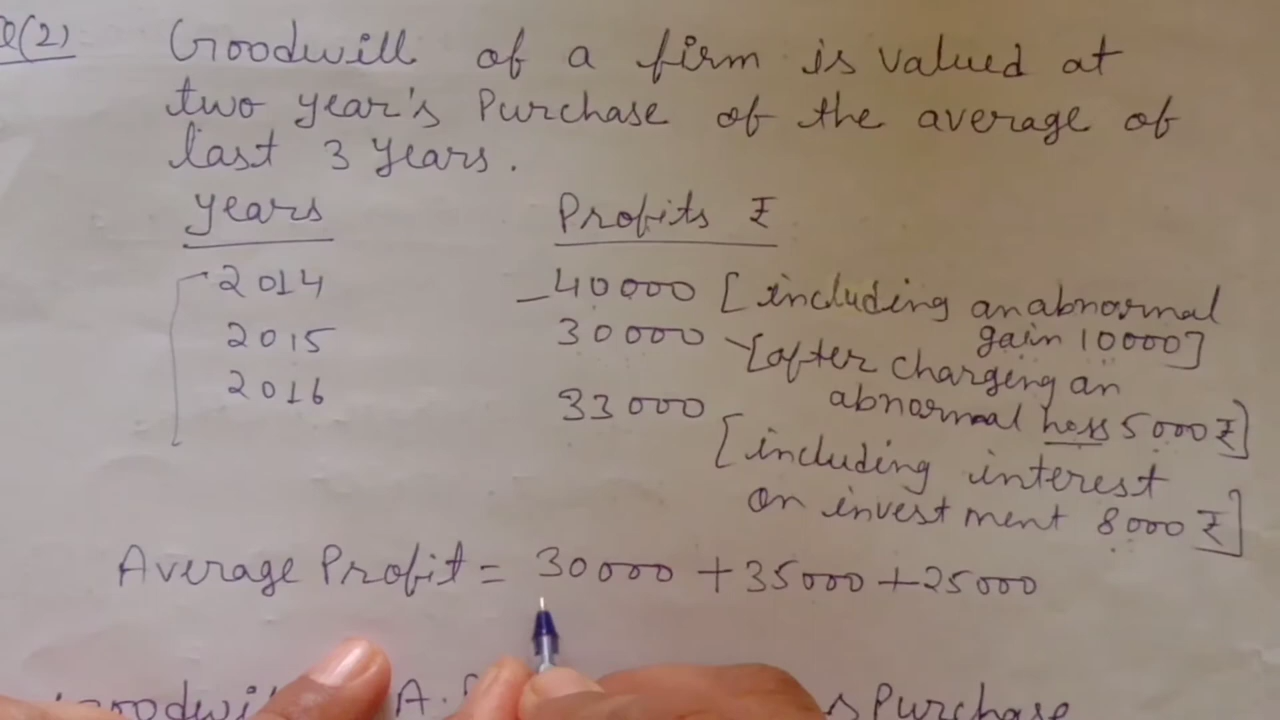 Q(2) Goodwill of a firm is valued at
two year's Purchase of the average of
last 3 years.
years Profits ₹
2014 40000 [including an abnormal
gain 10000]
2015 30000 [after charging an
abnormal loss 5000 ₹]
2016 33000
[including interest
on investment 8000 ₹]
Average Profit = 30000 + 35000 + 25000
A. Purchase